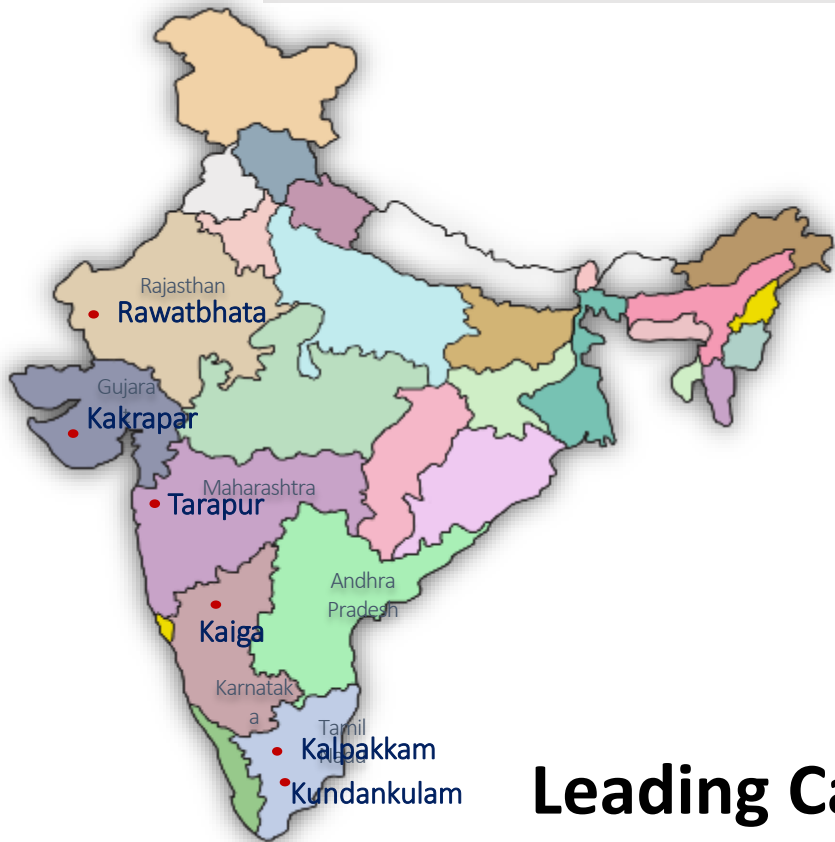 Rajasthan
Rawatbhata
Gujara
Kakrapar
Maharashtra
Tarapur
Andhra
Pradesh
Kaiga
Karnatak
a
Tamil
Nadu
Kalpakkam
Kundankulam
Leading Ca